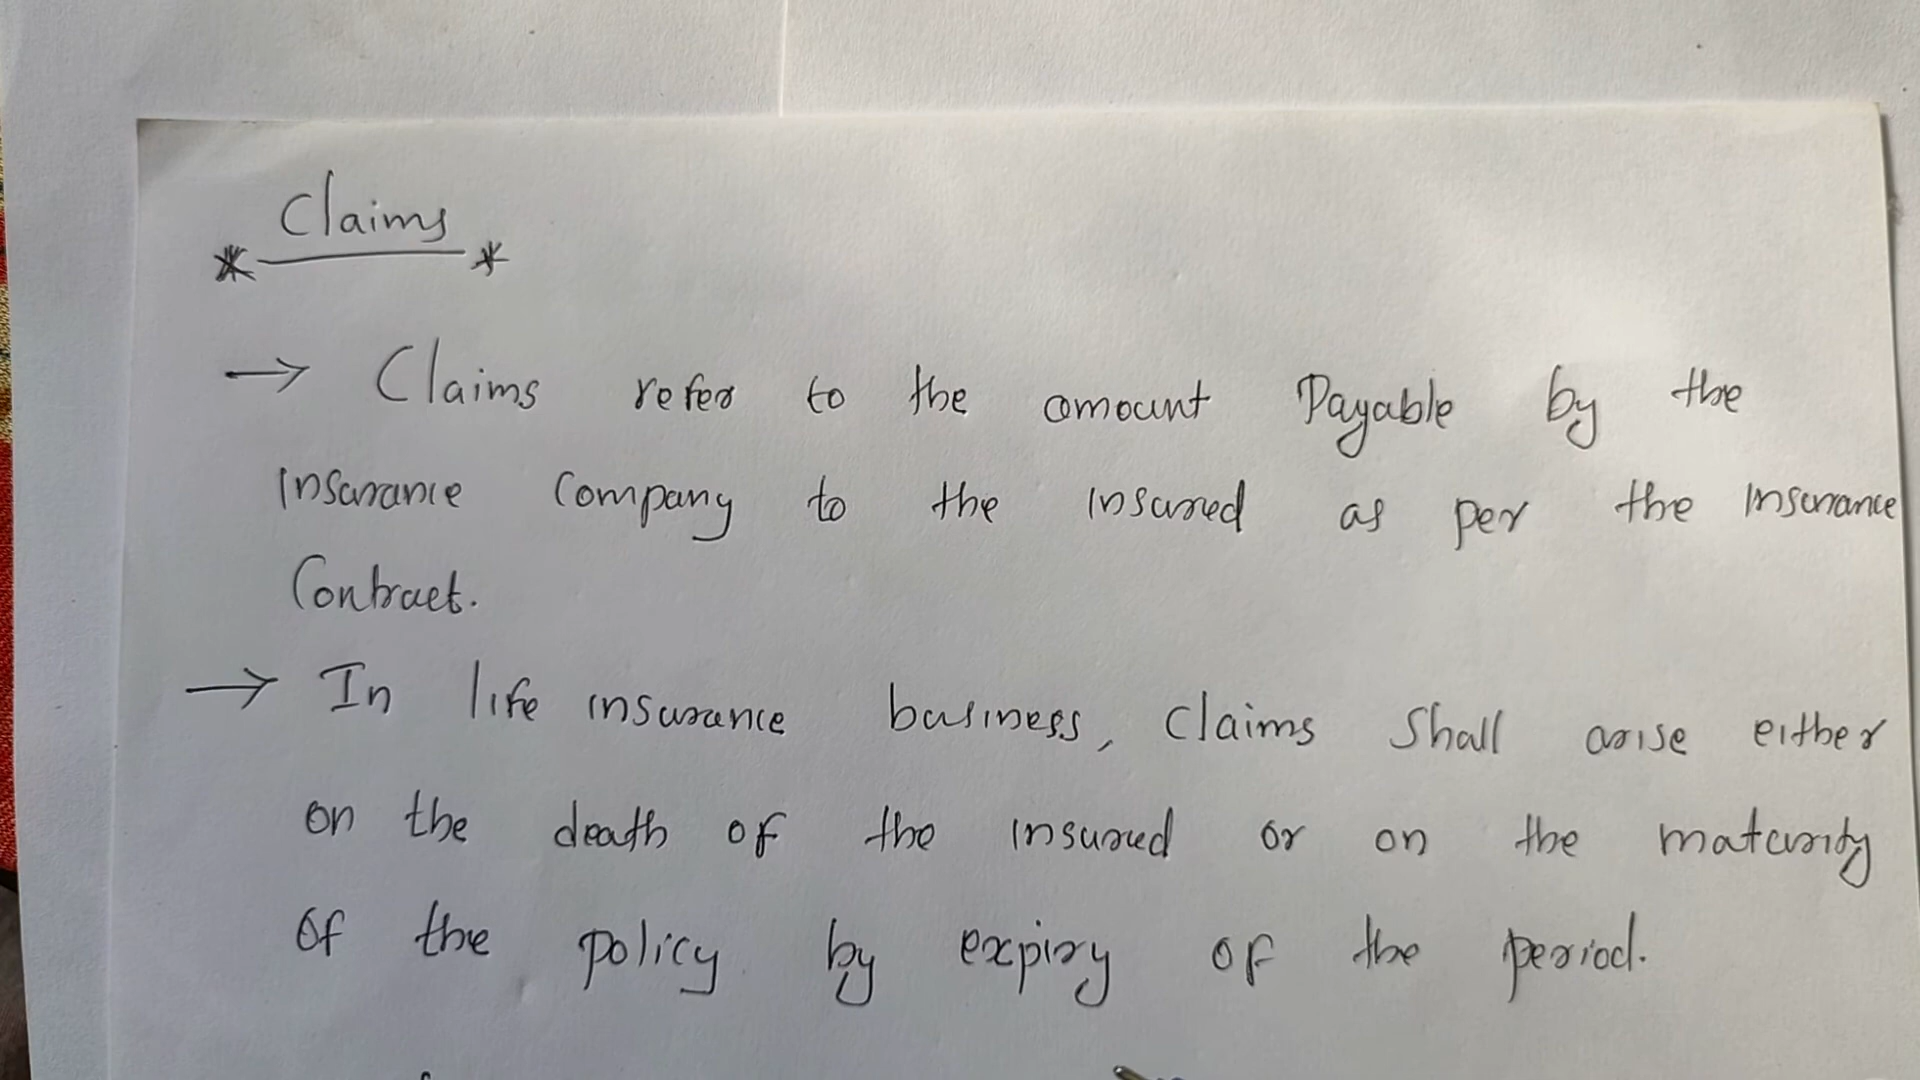 Claims
* *
→ Claims refer to the amount Payable by the
insurance Company to the insured as per the insurance
Contract.
→ In life insurance business, Claims Shall arise either
on the death of the insured or on the maturity
of the policy by expiry of the period.